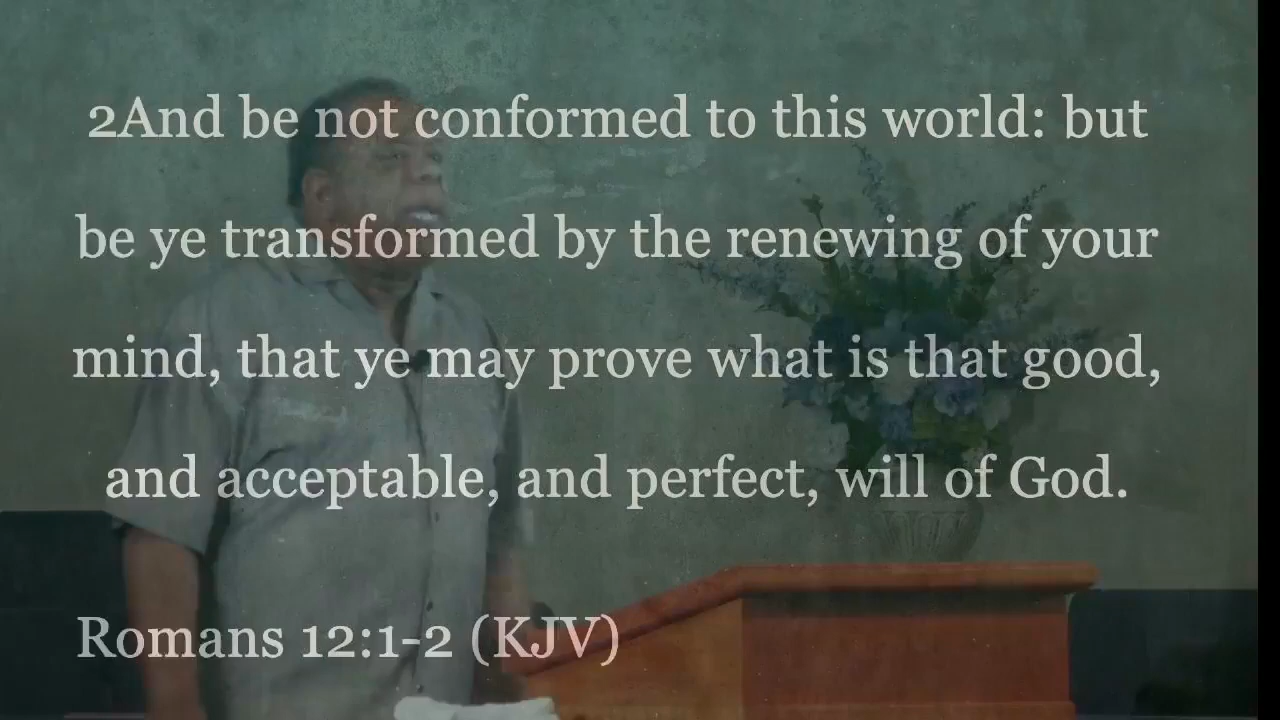 2And be not conformed to this world: but
be ye transformed by the renewing of your
mind, that ye may prove what is that good,
and acceptable, and perfect, will of God.
Romans 12:1-2 (KJV)